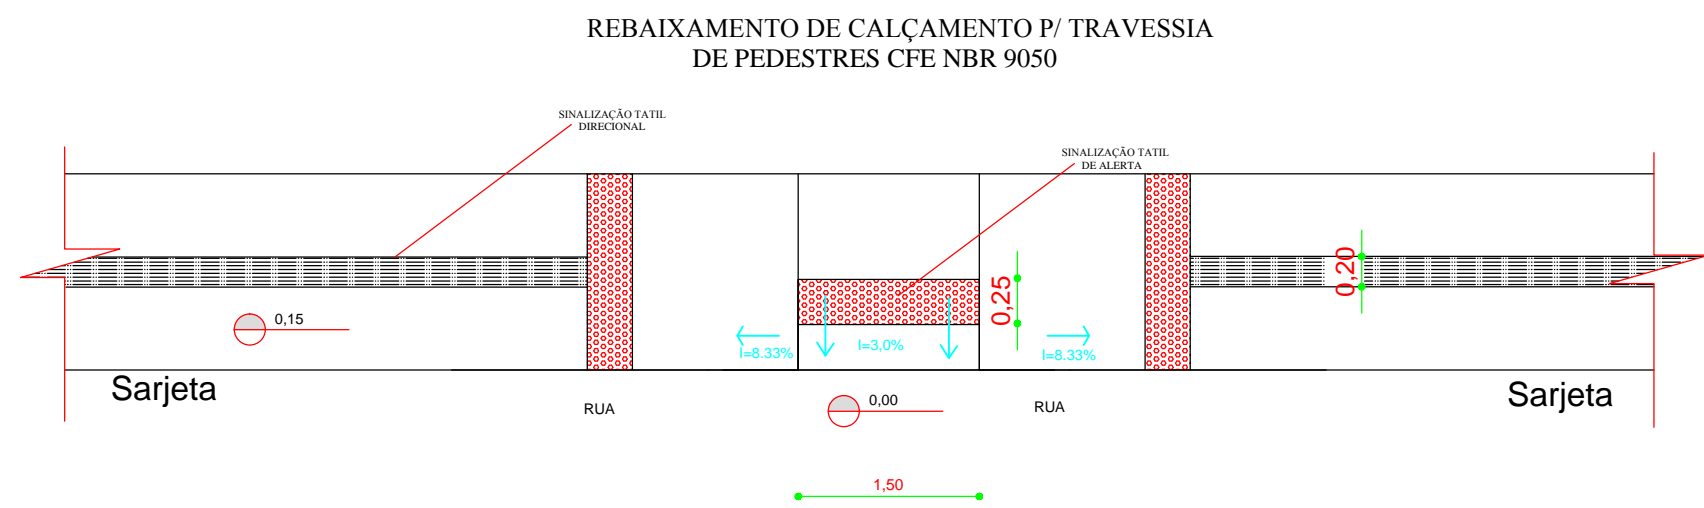 REBAIXAMENTO DE CALÇAMENTO P/ TRAVESSIA
DE PEDESTRES CFE NBR 9050
SINALIZAÇÃO TATIL
DIRECIONAL
SINALIZAÇÃO TATIL
DE ALERTA
0,20
0,25
0,15
I=8.33%
I=3,0%
I=8.33%
Sarjeta
Sarjeta
RUA
0,00
RUA
1,50